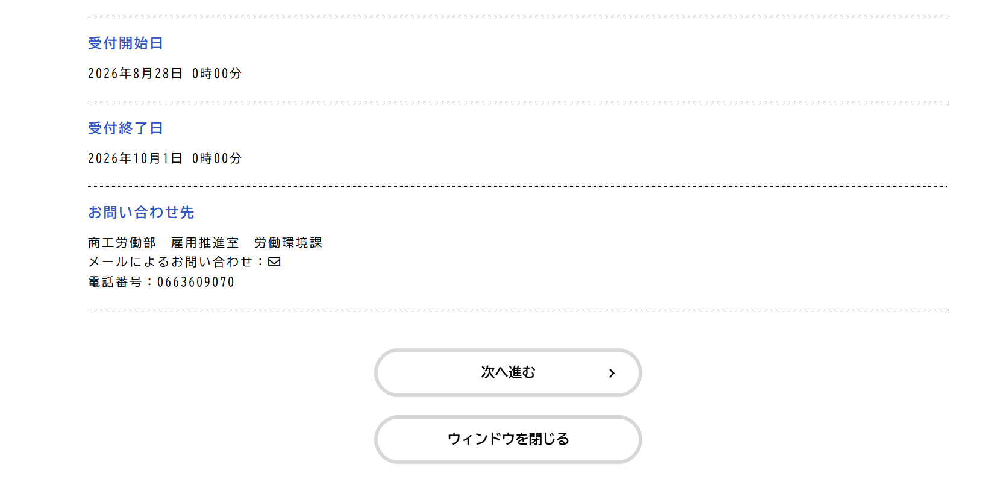 受付開始日
2026年8月28日 0時00分
受付終了日
2026年10月1日 0時00分
お問い合わせ先
商工労働部　雇用推進室　労働環境課
メールによるお問い合わせ：
電話番号：0663609070
次へ進む
ウィンドウを閉じる